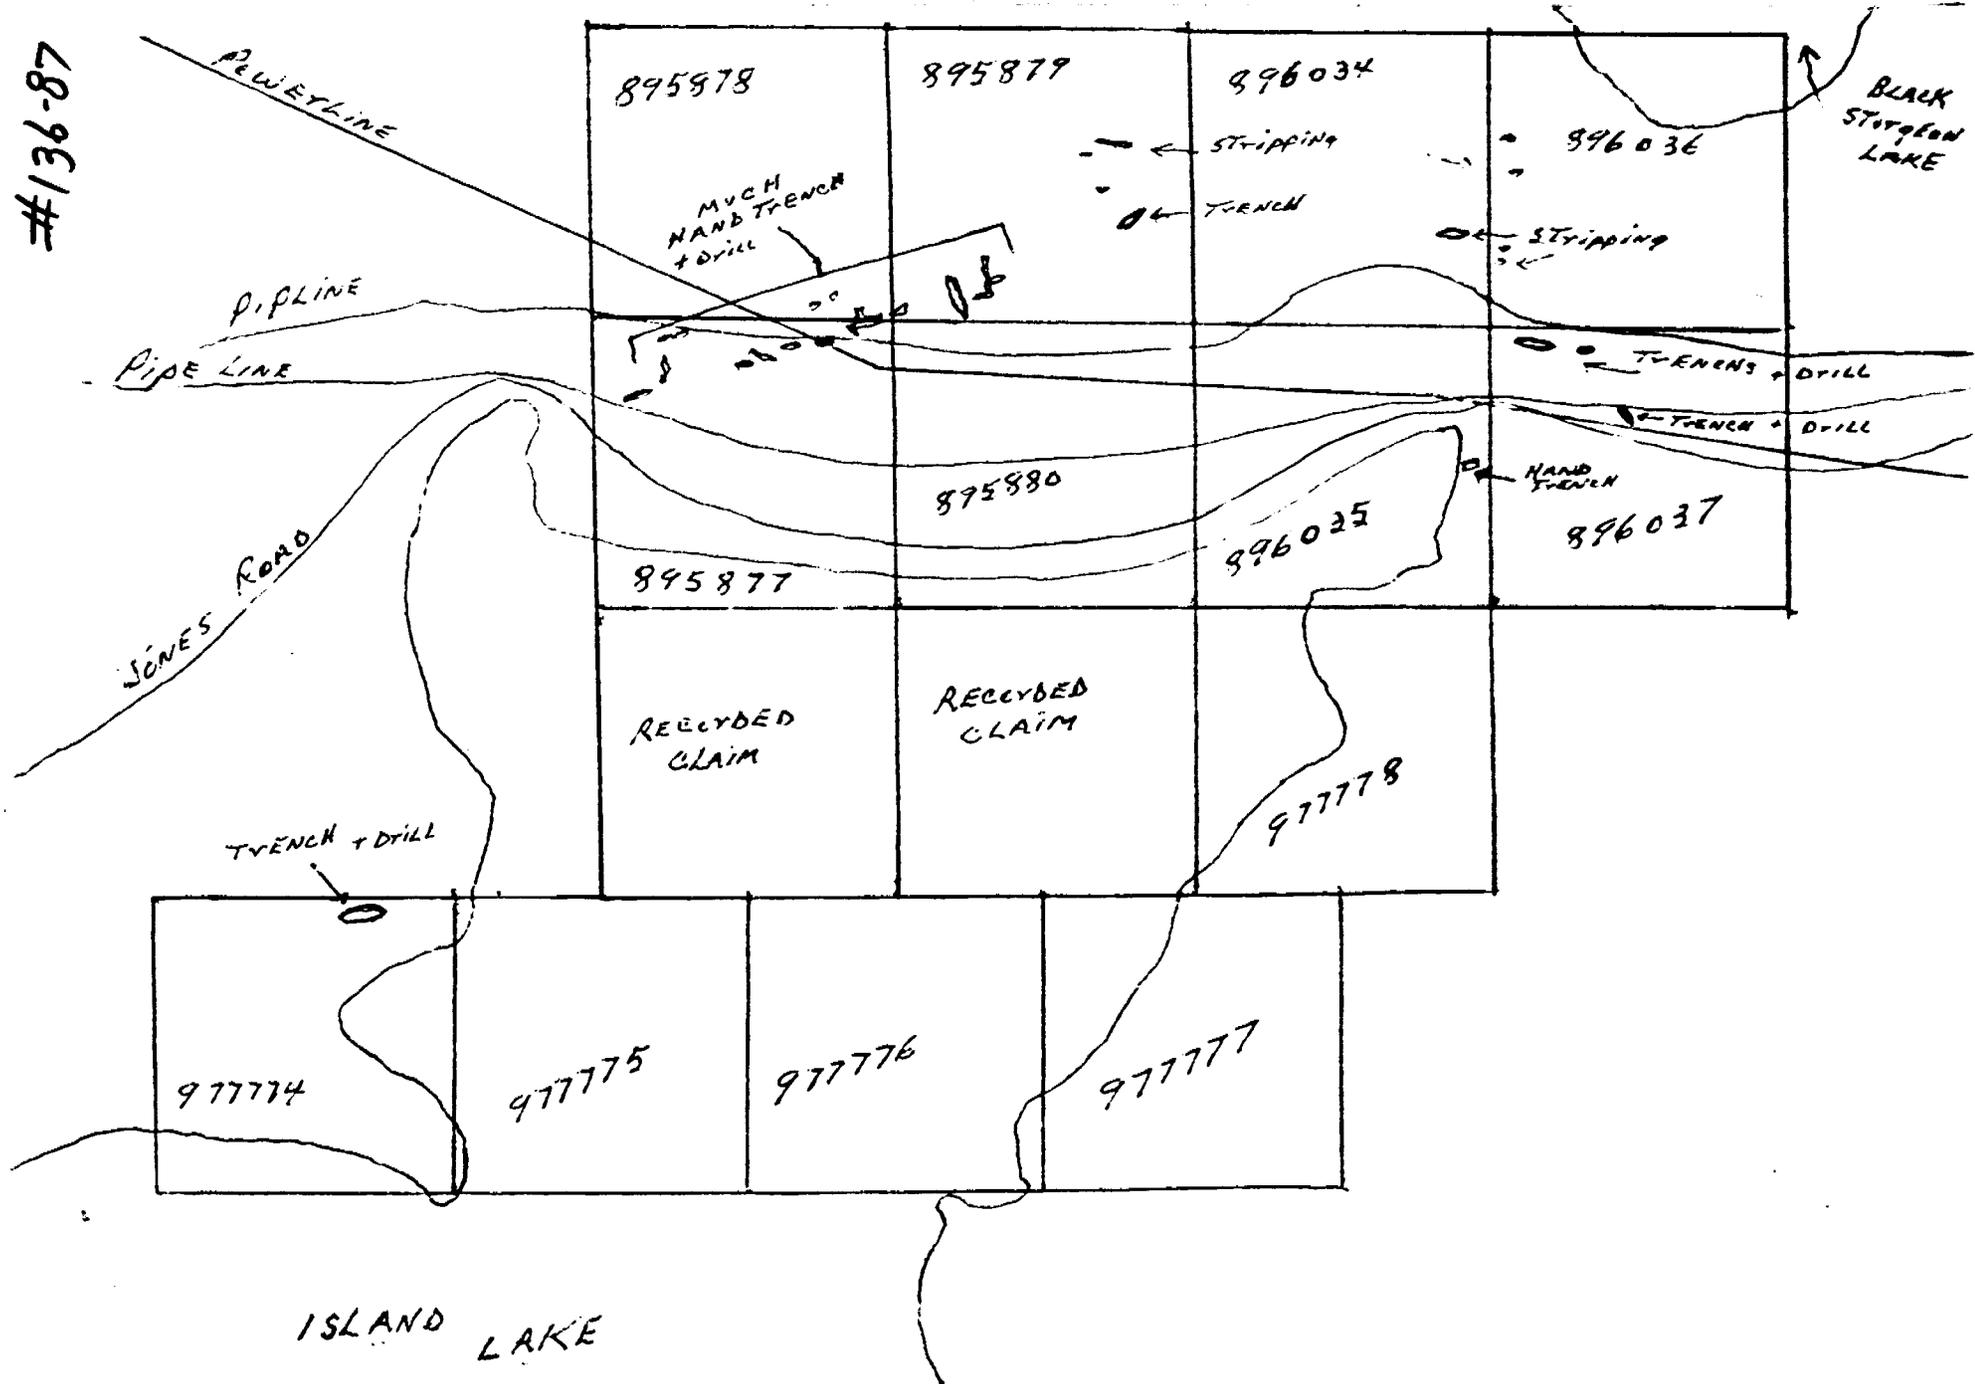 #136-87
POWERLINE
895878
895879
896034
896036
BLACK
STURGEON
LAKE
STripping
TrENCH
MUCH
HAND TrENCH
+ Drill
STripping
PIPLINE
PIPE LINE
TrENCHS + DrILL
TrENCH + DrILL
HAND
TrENCH
895880
896035
896037
895877
JONES ROAD
RECOrDED
CLAIM
RECOrDED
CLAIM
977778
TrENCH + DrILL
977774
977775
977776
977777
ISLAND LAKE